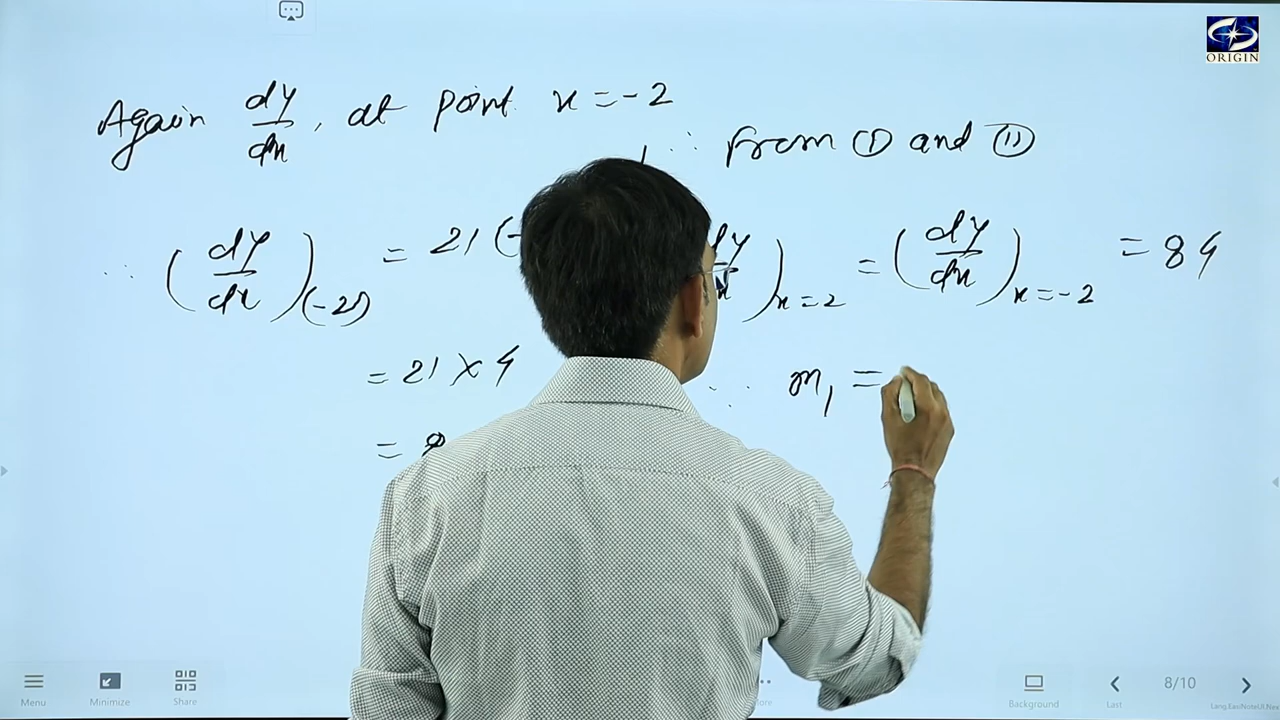 Again dy/dx, at point x = -2
∴ (dy/dx)(-2) = 21 (-
= 21 × 4
=
∴ From (I) and (II)
dy )x = 2 = (dy/dx)x = -2 = 84
∴ m1 =
ORIGIN
Menu
Minimize
Share
Background
Last
8/10